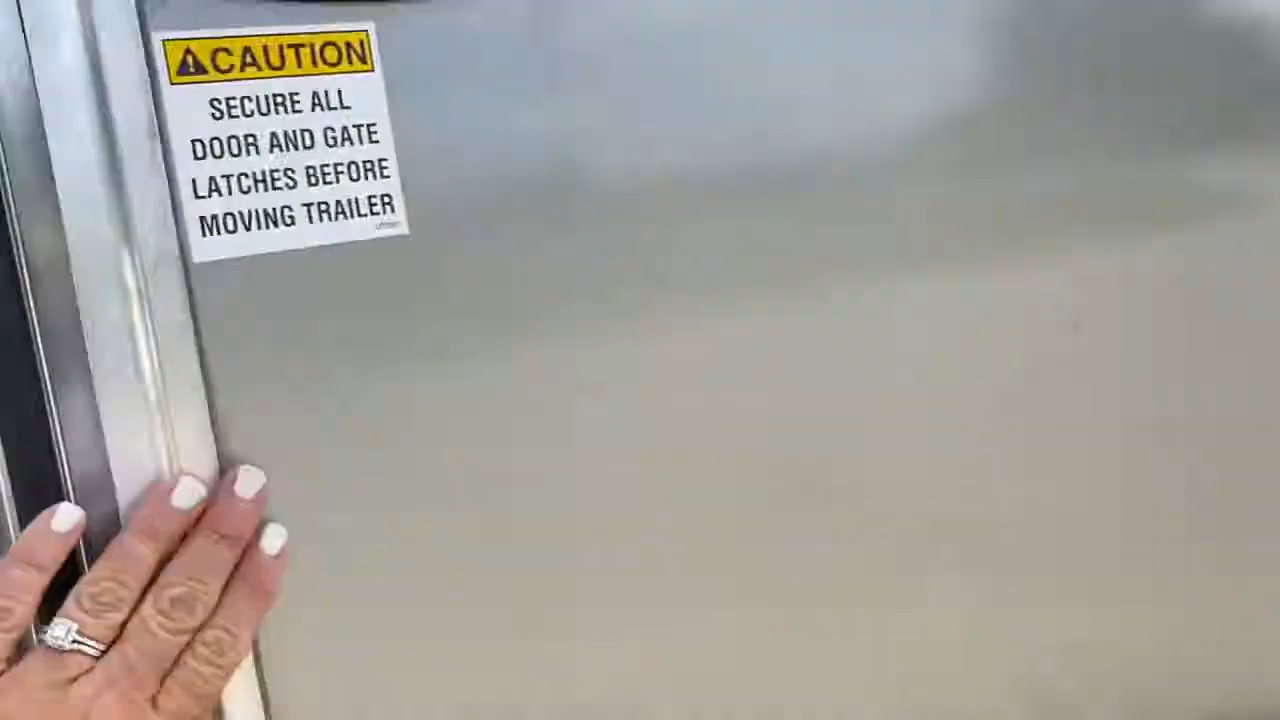 CAUTION
SECURE ALL
DOOR AND GATE
LATCHES BEFORE
MOVING TRAILER